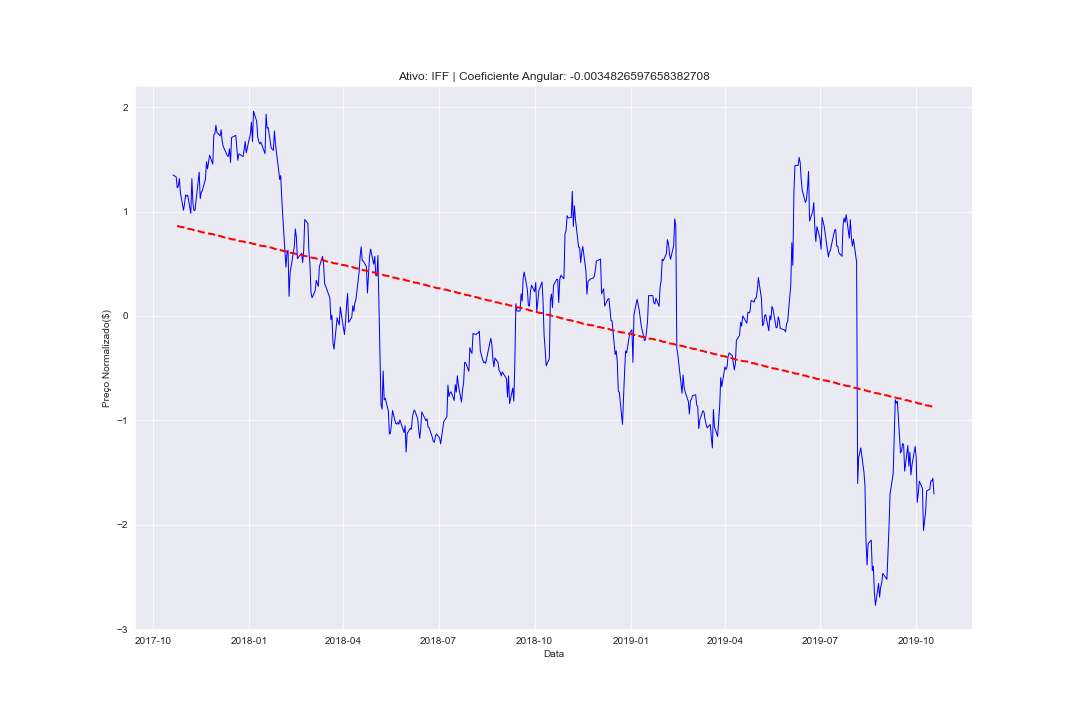 Ativo: IFF | Coeficiente Angular: -0.0034826597658382708
Preço Normalizado($)
2
1
0
−1
−2
−3
2017-10 2018-01 2018-04 2018-07 2018-10 2019-01 2019-04 2019-07 2019-10
Data